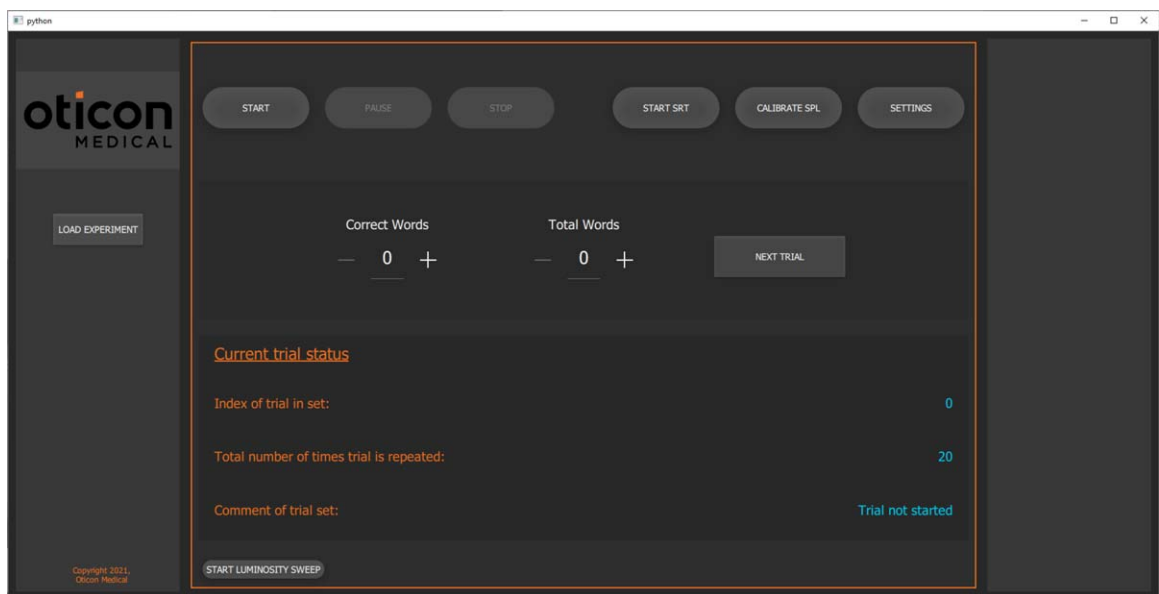 python
oticon
MEDICAL
START PAUSE STOP START SRT CALIBRATE SPL SETTINGS
LOAD EXPERIMENT
Correct Words Total Words
— 0 + — 0 +
NEXT TRIAL
Current trial status
Index of trial in set: 0
Total number of times trial is repeated: 20
Comment of trial set: Trial not started
START LUMINOSITY SWEEP
Copyright 2021,
Oticon Medical